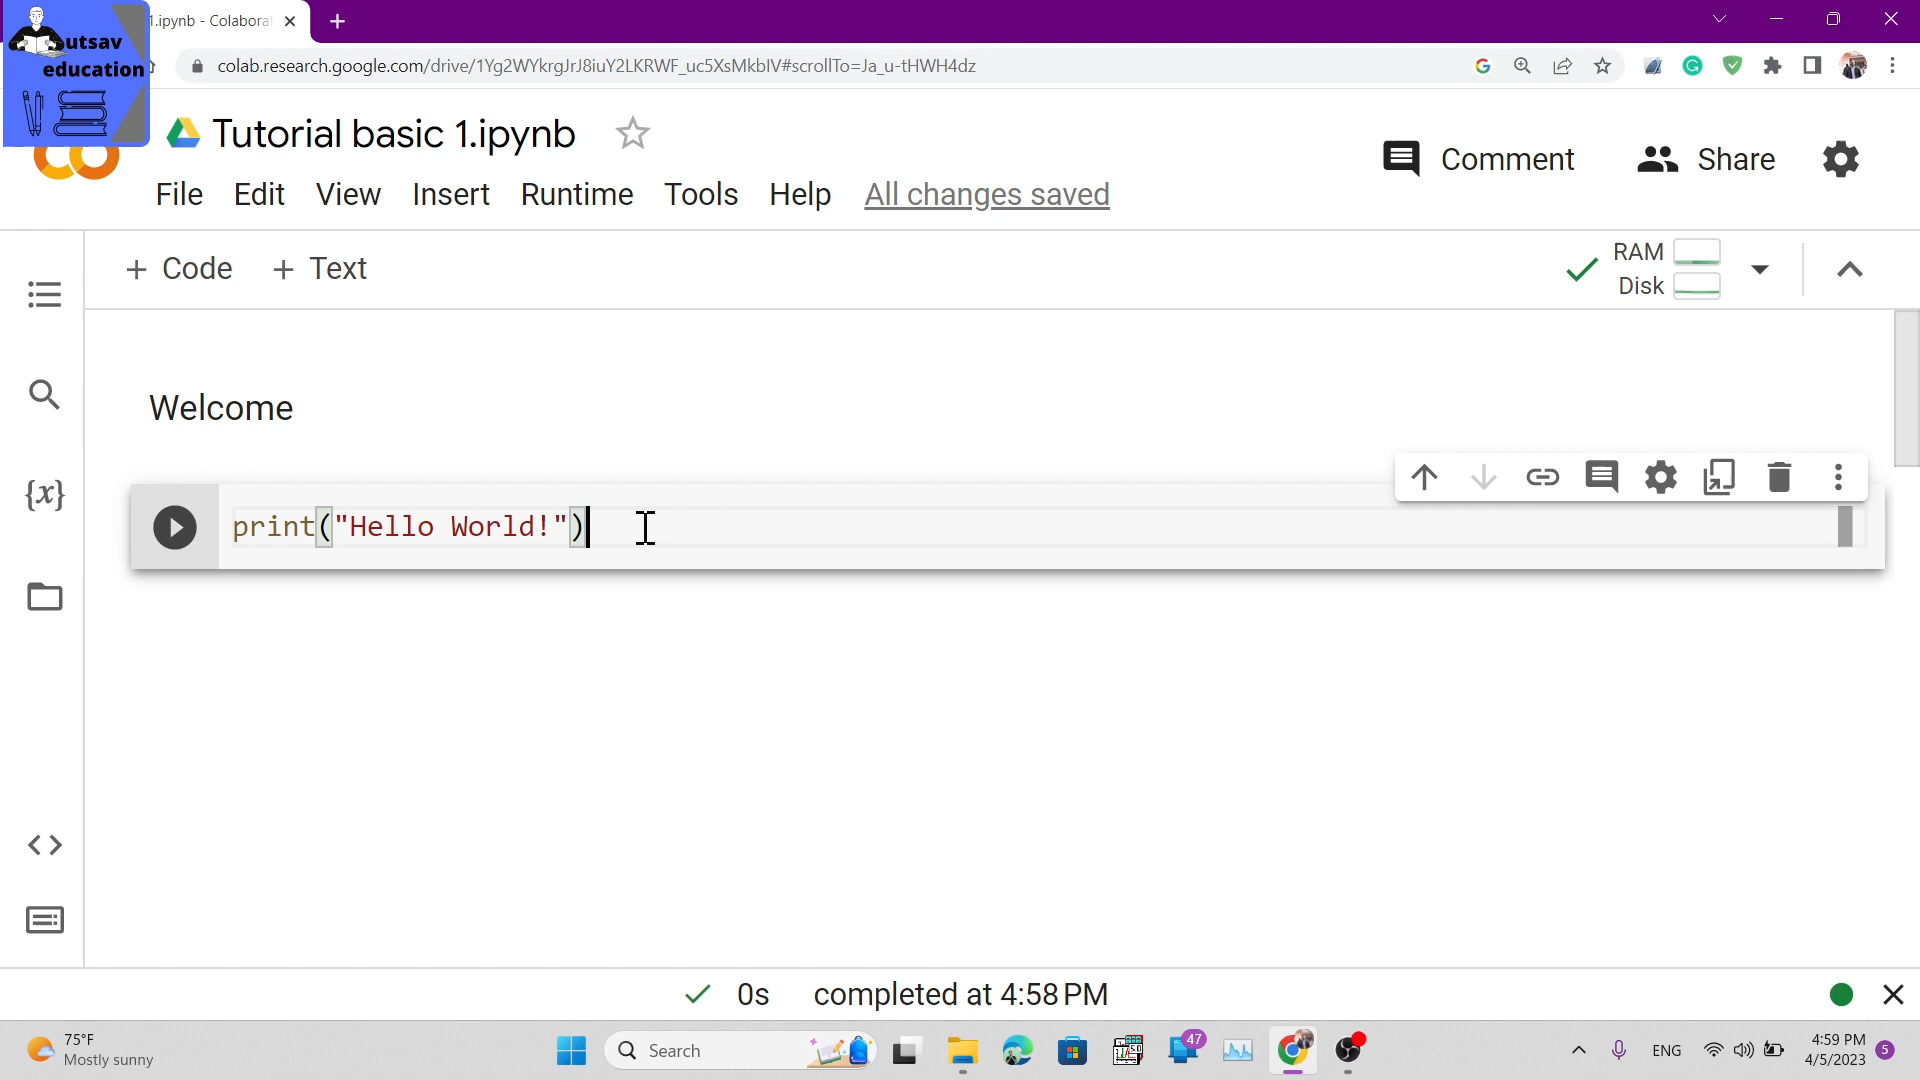 1.ipynb - Colabora
utsav
education
colab.research.google.com/drive/1Yg2WYkrgJrJ8iuY2LKRWF_uc5XsMkbIV#scrollTo=Ja_u-tHWH4dz
Tutorial basic 1.ipynb
Comment
Share
File Edit View Insert Runtime Tools Help All changes saved
+ Code + Text
RAM
Disk
{x}
Welcome
print("Hello World!")
0s completed at 4:58 PM
75°F
Mostly sunny
Search
47
ENG
4:59 PM
4/5/2023
5